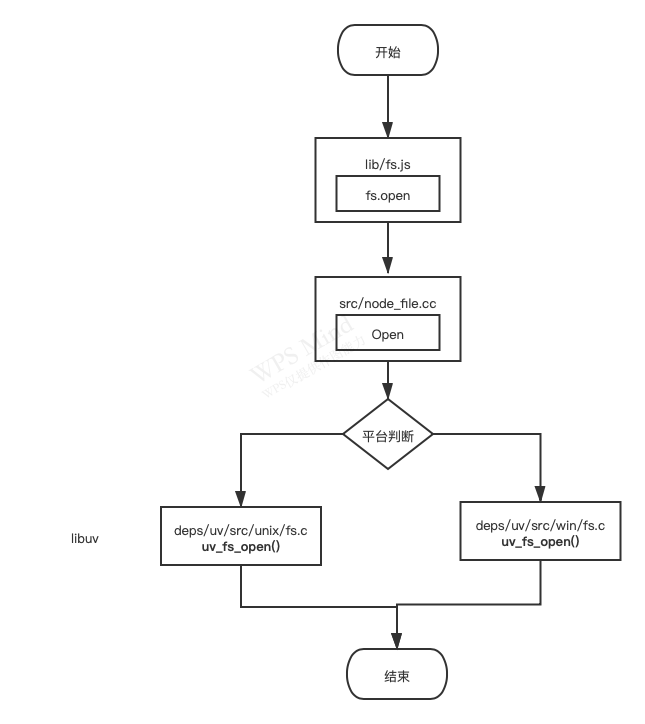 开始
lib/fs.js
fs.open
src/node_file.cc
Open
WPS Mind
平台判断
deps/uv/src/unix/fs.c
uv_fs_open()
deps/uv/src/win/fs.c
uv_fs_open()
libuv
结束